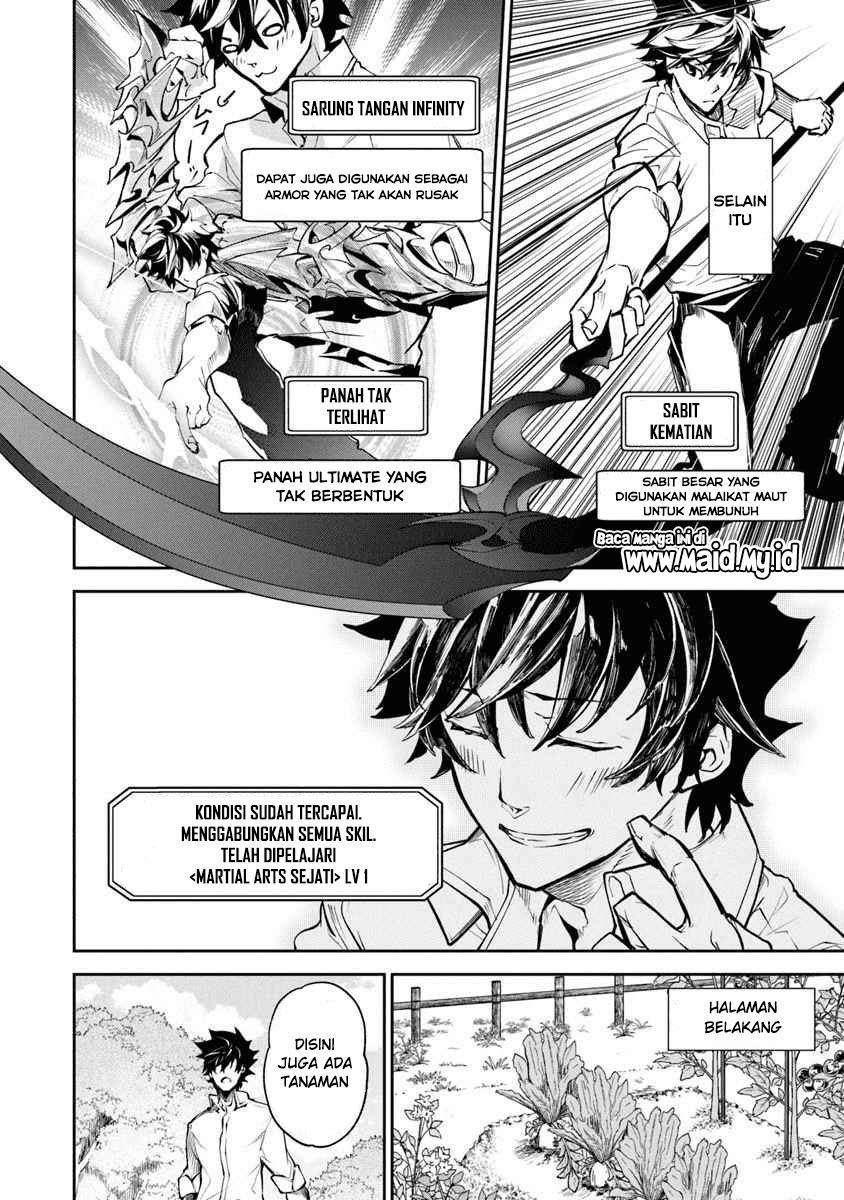 SELAIN
ITU
SABIT
KEMATIAN
SABIT BESAR YANG
DIGUNAKAN MALAIKAT MAUT
UNTUK MEMBUNUH
SARUNG TANGAN INFINITY
DAPAT JUGA DIGUNAKAN SEBAGAI
ARMOR YANG TAK AKAN RUSAK
PANAH TAK
TERLIHAT
PANAH ULTIMATE YANG
TAK BERBENTUK
Baca Manga ini di
www.Maid.My.id
KONDISI SUDAH TERCAPAI.
MENGGABUNGKAN SEMUA SKIL.
TELAH DIPELAJARI
<MARTIAL ARTS SEJATI> LV 1
HALAMAN
BELAKANG
DISINI
JUGA ADA
TANAMAN